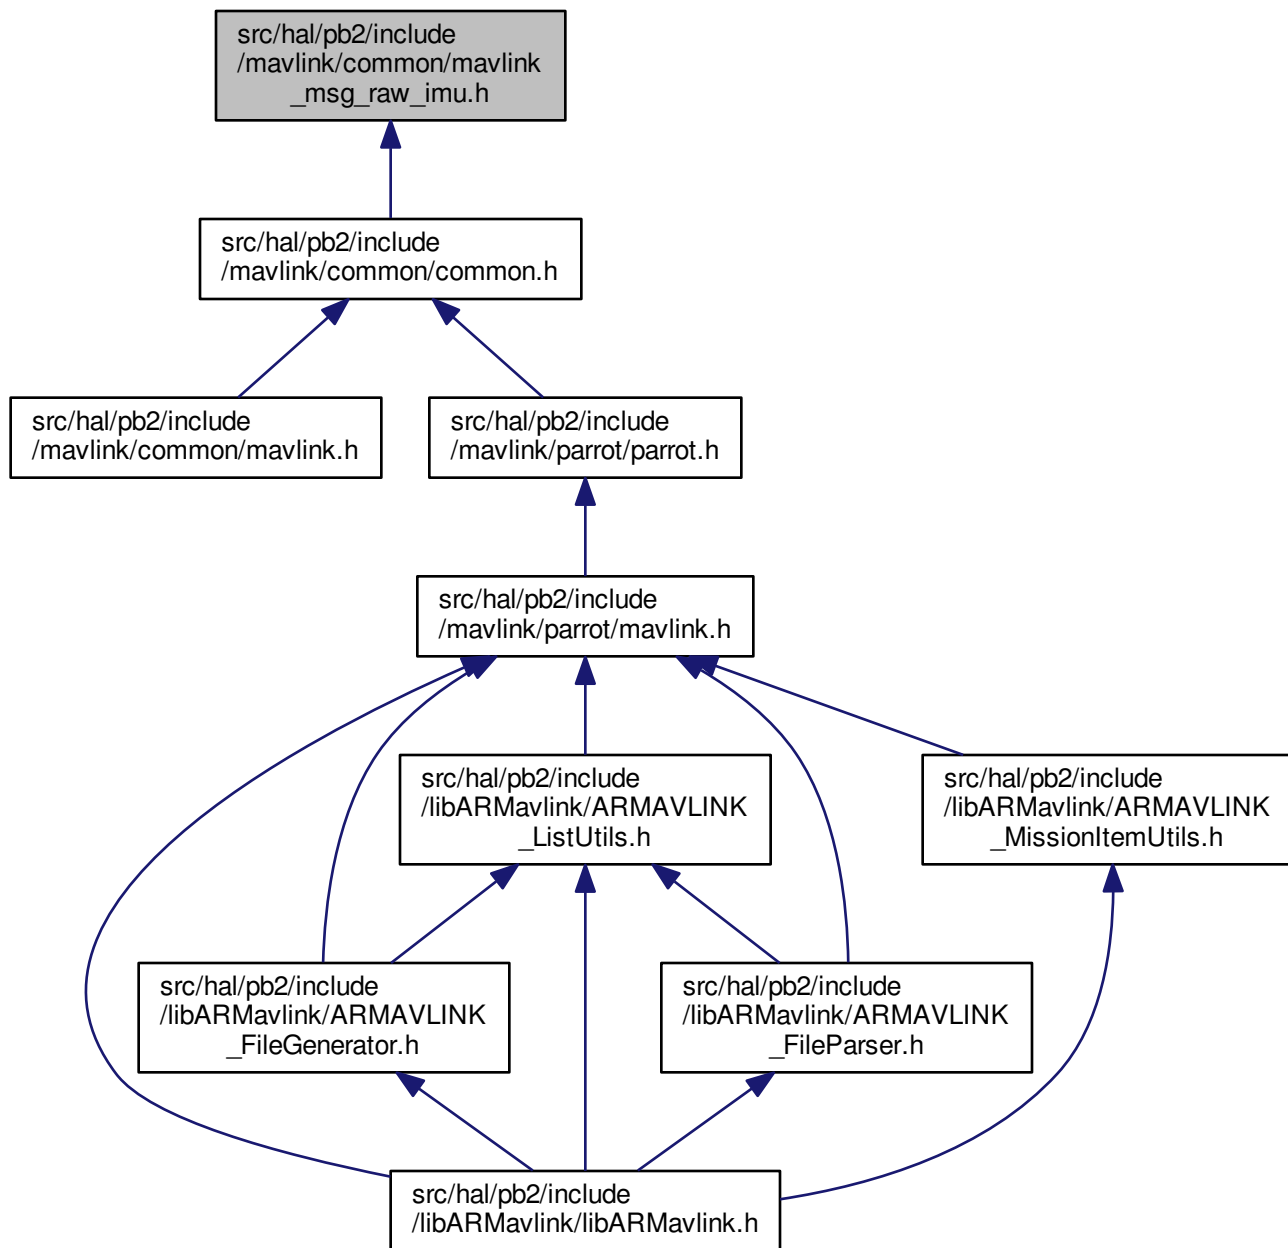 src/hal/pb2/include
/mavlink/common/mavlink
_msg_raw_imu.h
src/hal/pb2/include
/mavlink/common/common.h
src/hal/pb2/include
/mavlink/common/mavlink.h
src/hal/pb2/include
/mavlink/parrot/parrot.h
src/hal/pb2/include
/mavlink/parrot/mavlink.h
src/hal/pb2/include
/libARMavlink/ARMAVLINK
_ListUtils.h
src/hal/pb2/include
/libARMavlink/ARMAVLINK
_MissionItemUtils.h
src/hal/pb2/include
/libARMavlink/ARMAVLINK
_FileGenerator.h
src/hal/pb2/include
/libARMavlink/ARMAVLINK
_FileParser.h
src/hal/pb2/include
/libARMavlink/libARMavlink.h